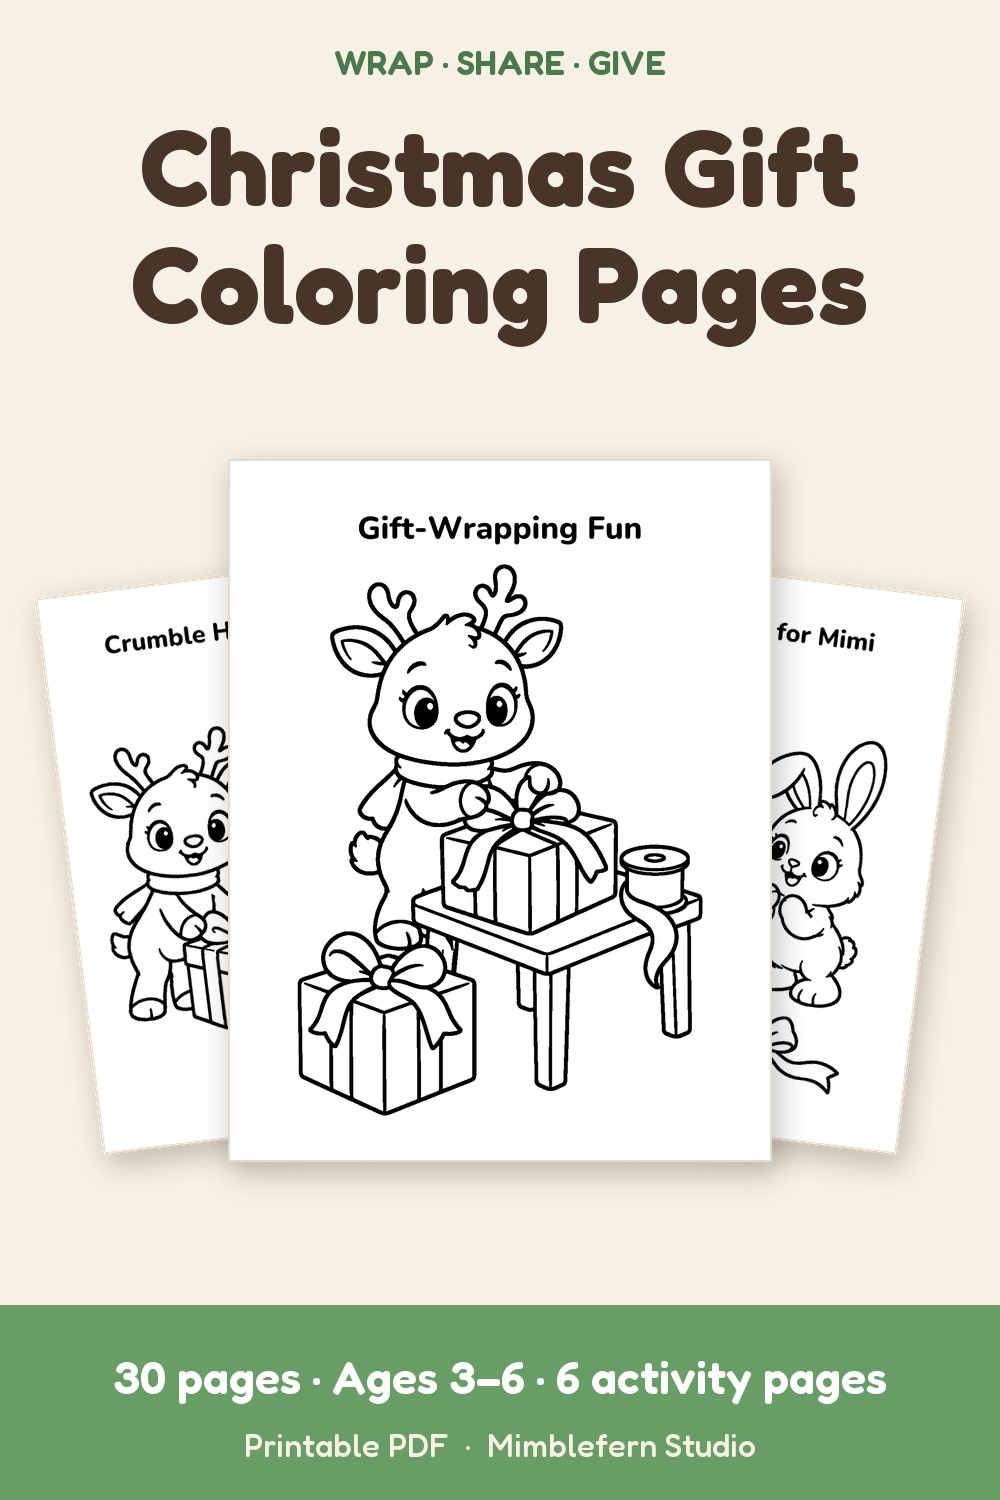 WRAP · SHARE · GIVE
Christmas Gift
Coloring Pages
Gift-Wrapping Fun
Crumble
for Mimi
30 pages · Ages 3–6 · 6 activity pages
Printable PDF · Mimblefern Studio